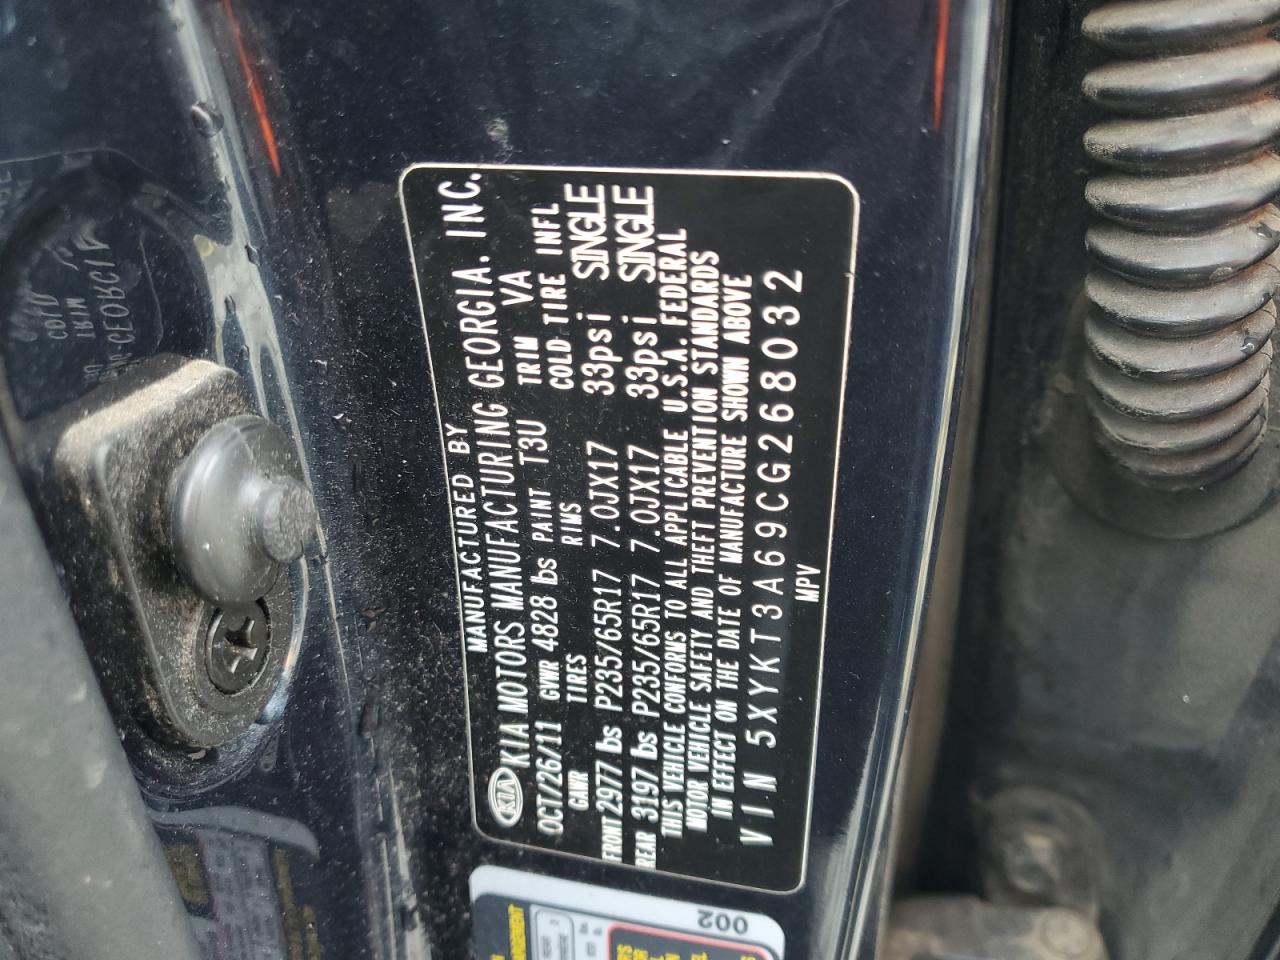 MANUFACTURED BY
KIA KIA MOTORS MANUFACTURING GEORGIA. INC.
OCT/26/11 GVWR 4828 lbs PAINT T3U TRIM VA
GAWR TIRES RIMS COLD TIRE INFL
FRONT 2977 lbs P235/65R17 7.0JX17 33psi SINGLE
REAR 3197 lbs P235/65R17 7.0JX17 33psi SINGLE
THIS VEHICLE CONFORMS TO ALL APPLICABLE U.S.A. FEDERAL
MOTOR VEHICLE SAFETY AND THEFT PREVENTION STANDARDS
IN EFFECT ON THE DATE OF MANUFACTURE SHOWN ABOVE
VIN 5XYKT3A69CG268032
MPV
002